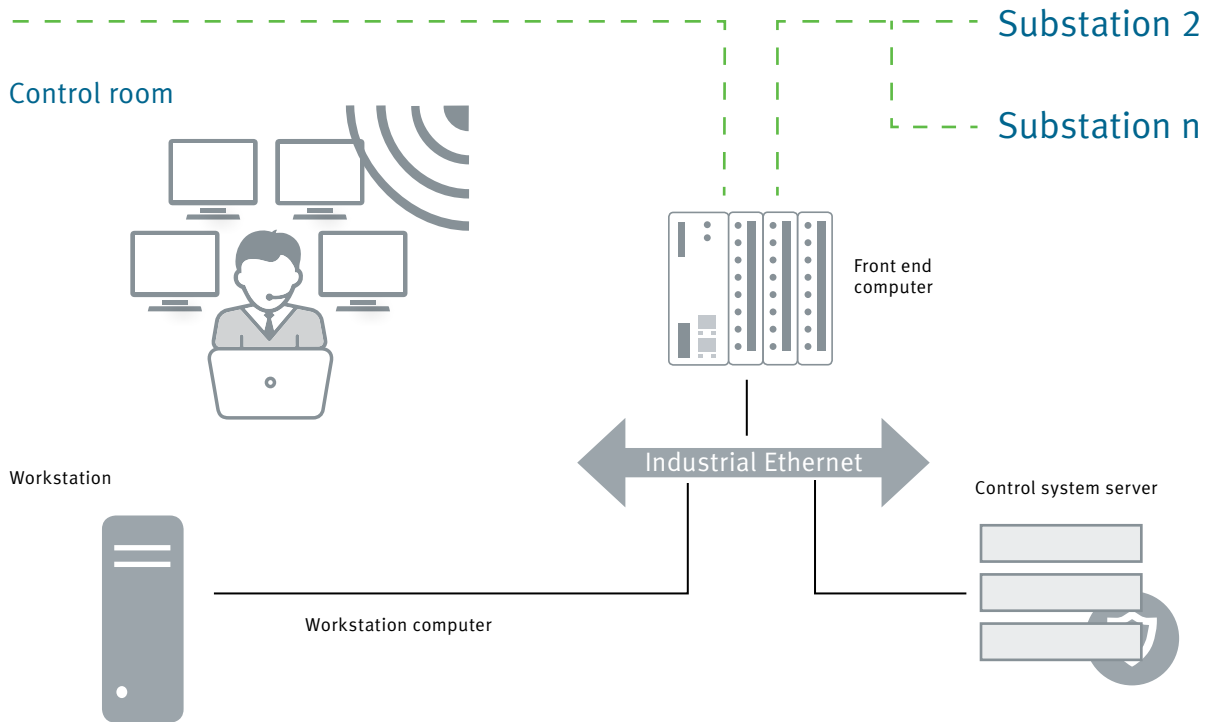 Substation 2
Control room
Substation n
Front end
computer
Industrial Ethernet
Workstation
Control system server
Workstation computer